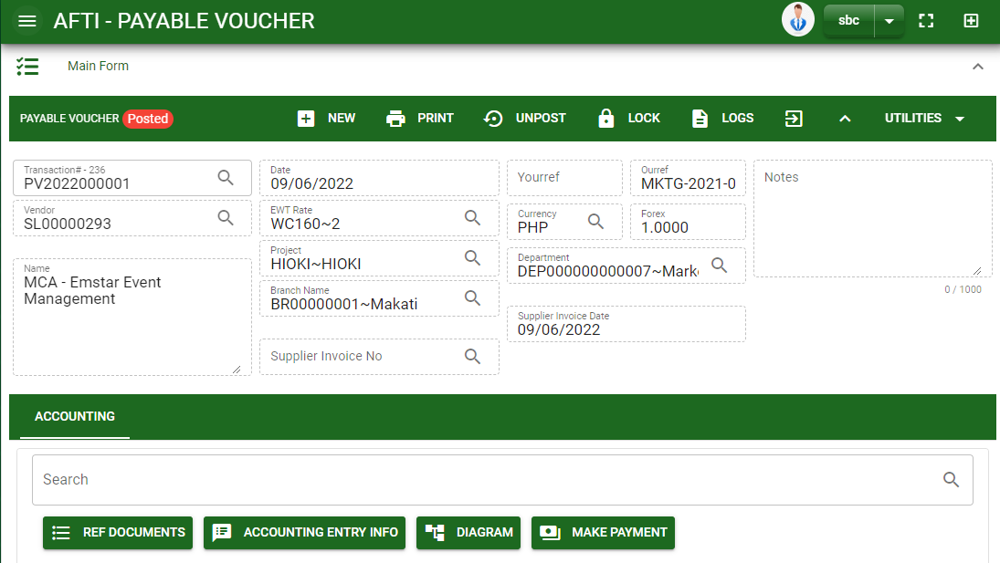 AFTI - PAYABLE VOUCHER
sbc
Main Form
PAYABLE VOUCHER Posted
NEW PRINT UNPOST LOCK LOGS UTILITIES
Transaction# - 236
PV2022000001
Date
09/06/2022
Yourref
Ourref
MKTG-2021-0
Notes
Vendor
SL00000293
EWT Rate
WC160~2
Currency
PHP
Forex
1.0000
Project
HIOKI~HIOKI
Department
DEP000000000007~Mark
Name
MCA - Emstar Event
Management
Branch Name
BR00000001~Makati
0 / 1000
Supplier Invoice Date
09/06/2022
Supplier Invoice No
ACCOUNTING
Search
REF DOCUMENTS ACCOUNTING ENTRY INFO DIAGRAM MAKE PAYMENT